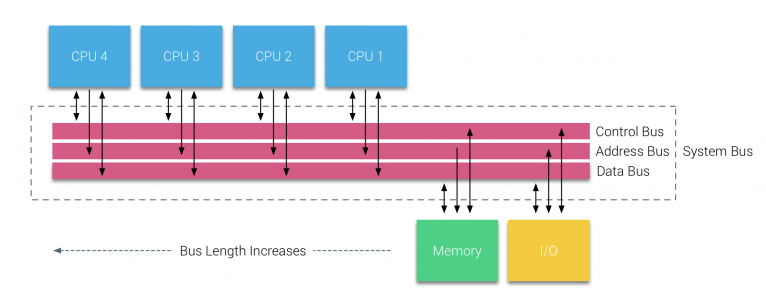 CPU 4
CPU 3
CPU 2
CPU 1
Control Bus
Address Bus
System Bus
Data Bus
Bus Length Increases
Memory
I/O